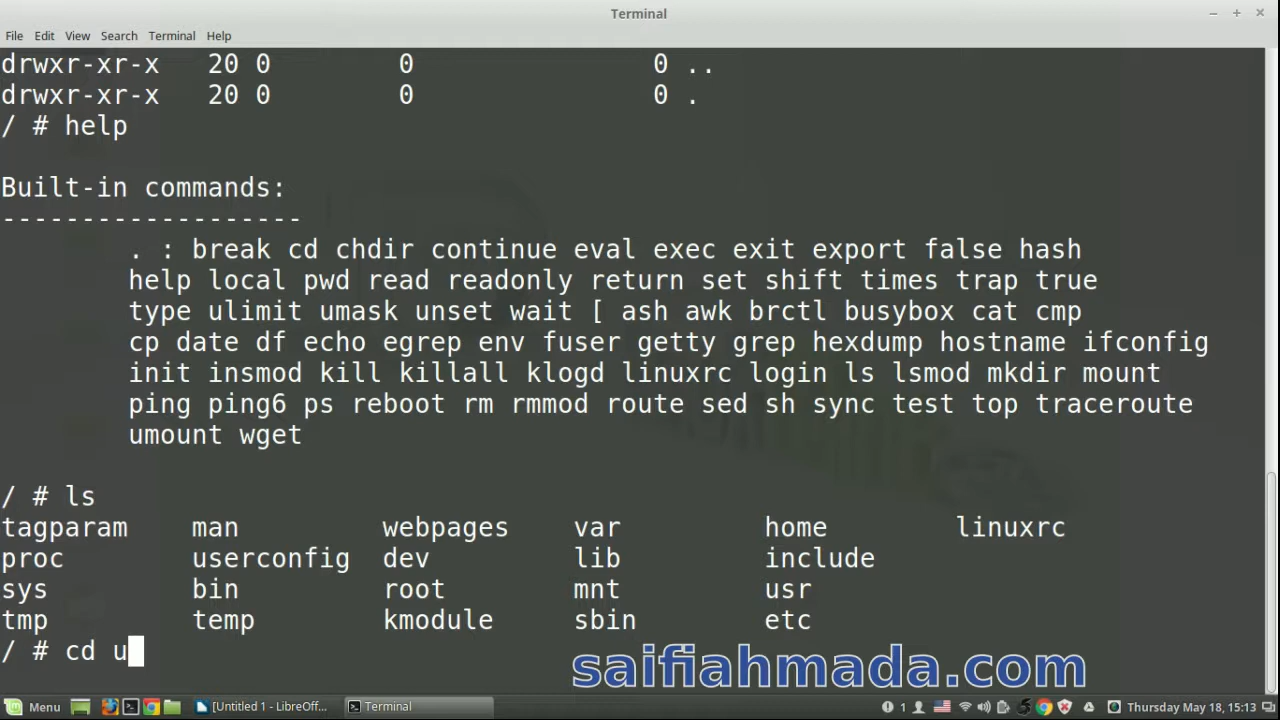 Terminal
File Edit View Search Terminal Help
drwxr-xr-x 20 0 0 0 ..
drwxr-xr-x 20 0 0 0 .
/ # help
Built-in commands:
-------------------
. : break cd chdir continue eval exec exit export false hash
help local pwd read readonly return set shift times trap true
type ulimit umask unset wait [ ash awk brctl busybox cat cmp
cp date df echo egrep env fuser getty grep hexdump hostname ifconfig
init insmod kill killall klogd linuxrc login ls lsmod mkdir mount
ping ping6 ps reboot rm rmmod route sed sh sync test top traceroute
umount wget
/ # ls
tagparam man webpages var home linuxrc
proc userconfig dev lib include
sys bin root mnt usr
tmp temp kmodule sbin etc
/ # cd u
saifiahmada.com
Menu [Untitled 1 - LibreOff... Terminal 1 Thursday May 18, 15:13